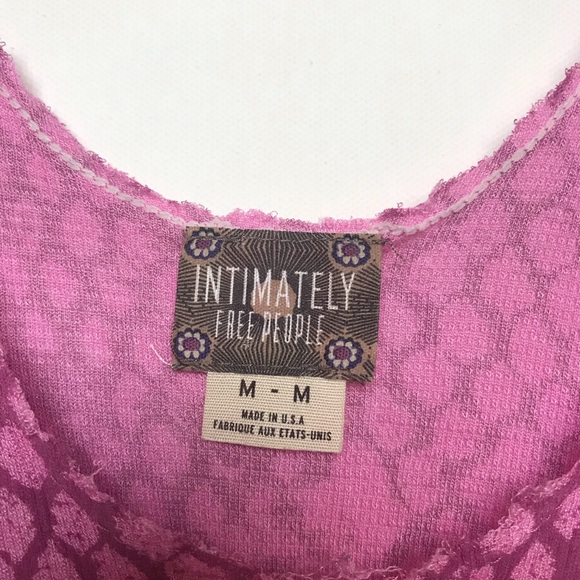 INTIMATELY
FREE PEOPLE
M - M
MADE IN U.S.A
FABRIQUE AUX ETATS-UNIS